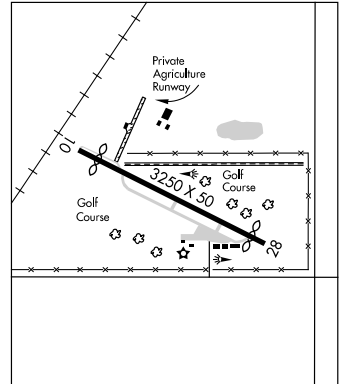 Private
Agriculture
Runway
10
3250 X 50
Golf
Course
Golf
Course
28